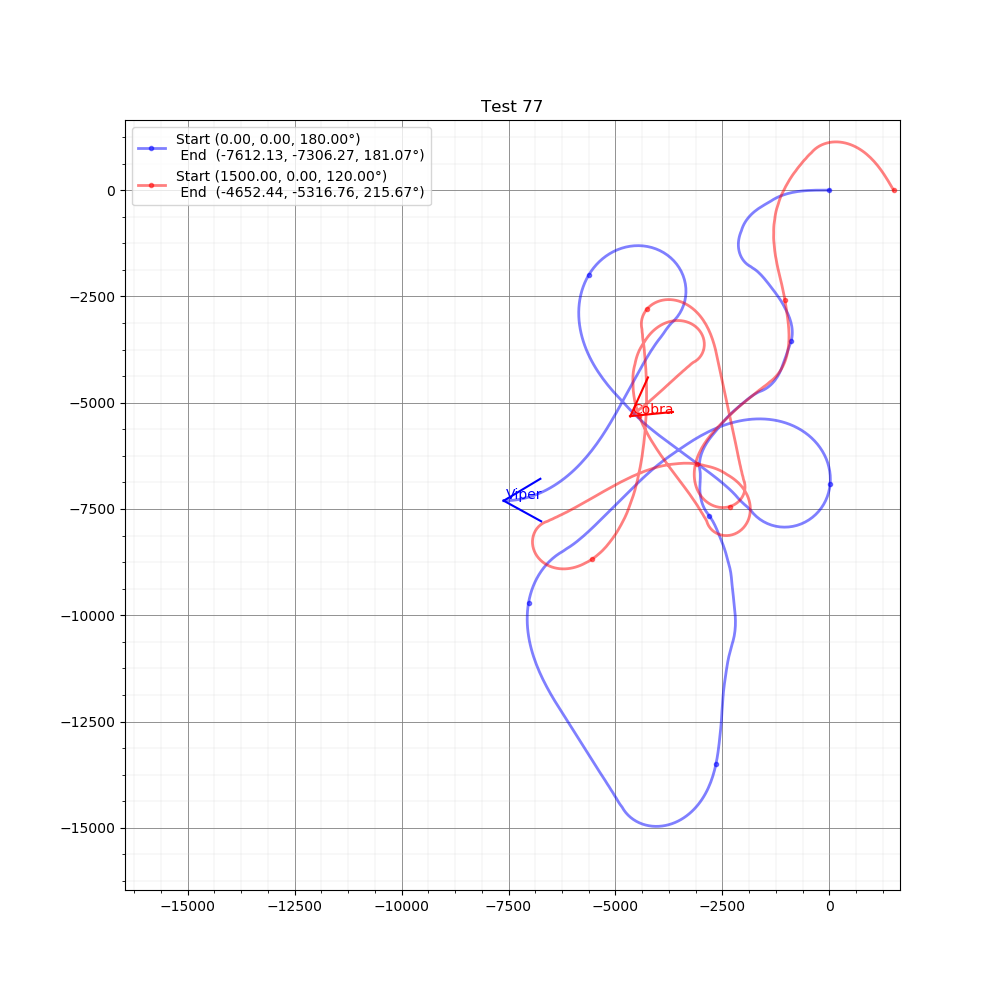 Test 77
Start (0.00, 0.00, 180.00°)
End (-7612.13, -7306.27, 181.07°)
Start (1500.00, 0.00, 120.00°)
End (-4652.44, -5316.76, 215.67°)
0
−2500
−5000
−7500
−10000
−12500
−15000
Cobra
Viper
−15000
−12500
−10000
−7500
−5000
−2500
0